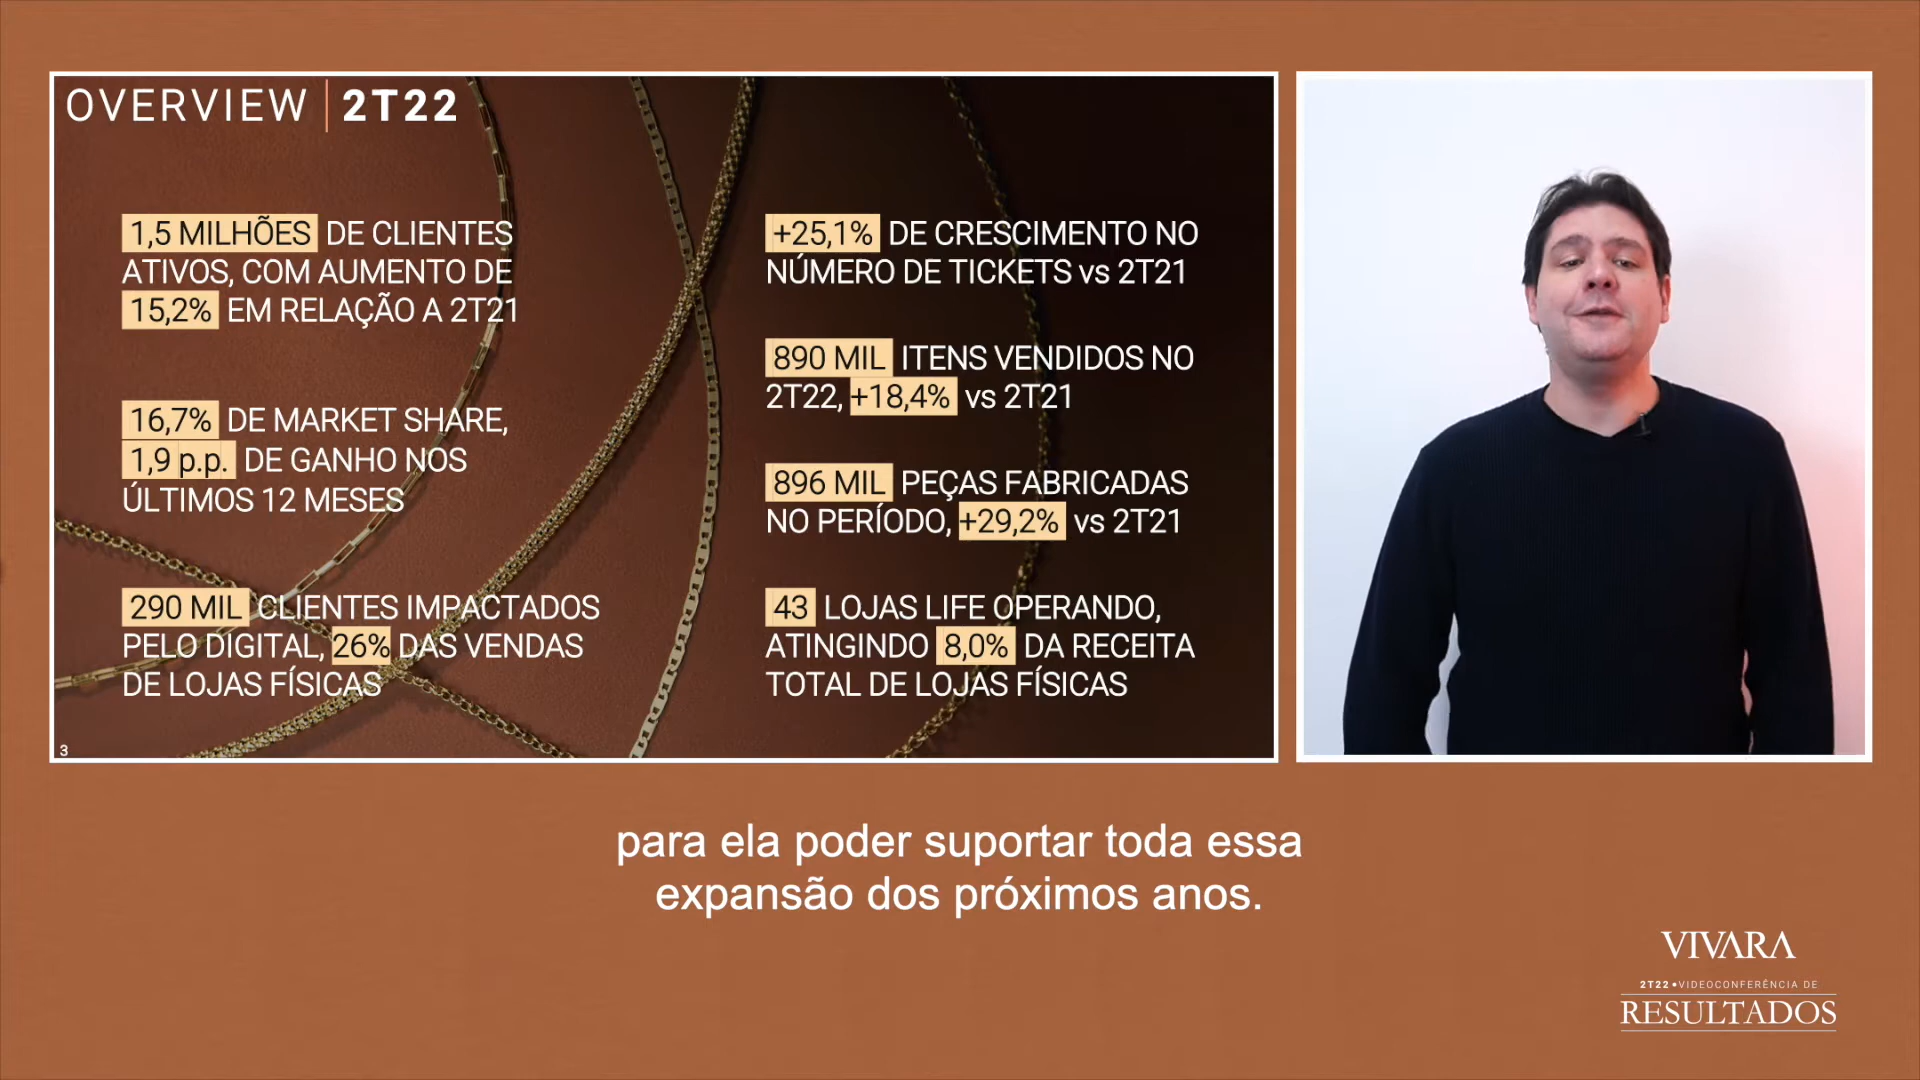 OVERVIEW 2T22
1,5 MILHÕES DE CLIENTES
ATIVOS, COM AUMENTO DE
15,2% EM RELAÇÃO A 2T21
16,7% DE MARKET SHARE,
1,9 p.p. DE GANHO NOS
ÚLTIMOS 12 MESES
290 MIL CLIENTES IMPACTADOS
PELO DIGITAL, 26% DAS VENDAS
DE LOJAS FÍSICAS
+25,1% DE CRESCIMENTO NO
NÚMERO DE TICKETS vs 2T21
890 MIL ITENS VENDIDOS NO
2T22, +18,4% vs 2T21
896 MIL PEÇAS FABRICADAS
NO PERÍODO, +29,2% vs 2T21
43 LOJAS LIFE OPERANDO,
ATINGINDO 8,0% DA RECEITA
TOTAL DE LOJAS FÍSICAS
3
para ela poder suportar toda essa
expansão dos próximos anos.
VIVARA
2T22•VIDEOCONFERÊNCIA DE
RESULTADOS